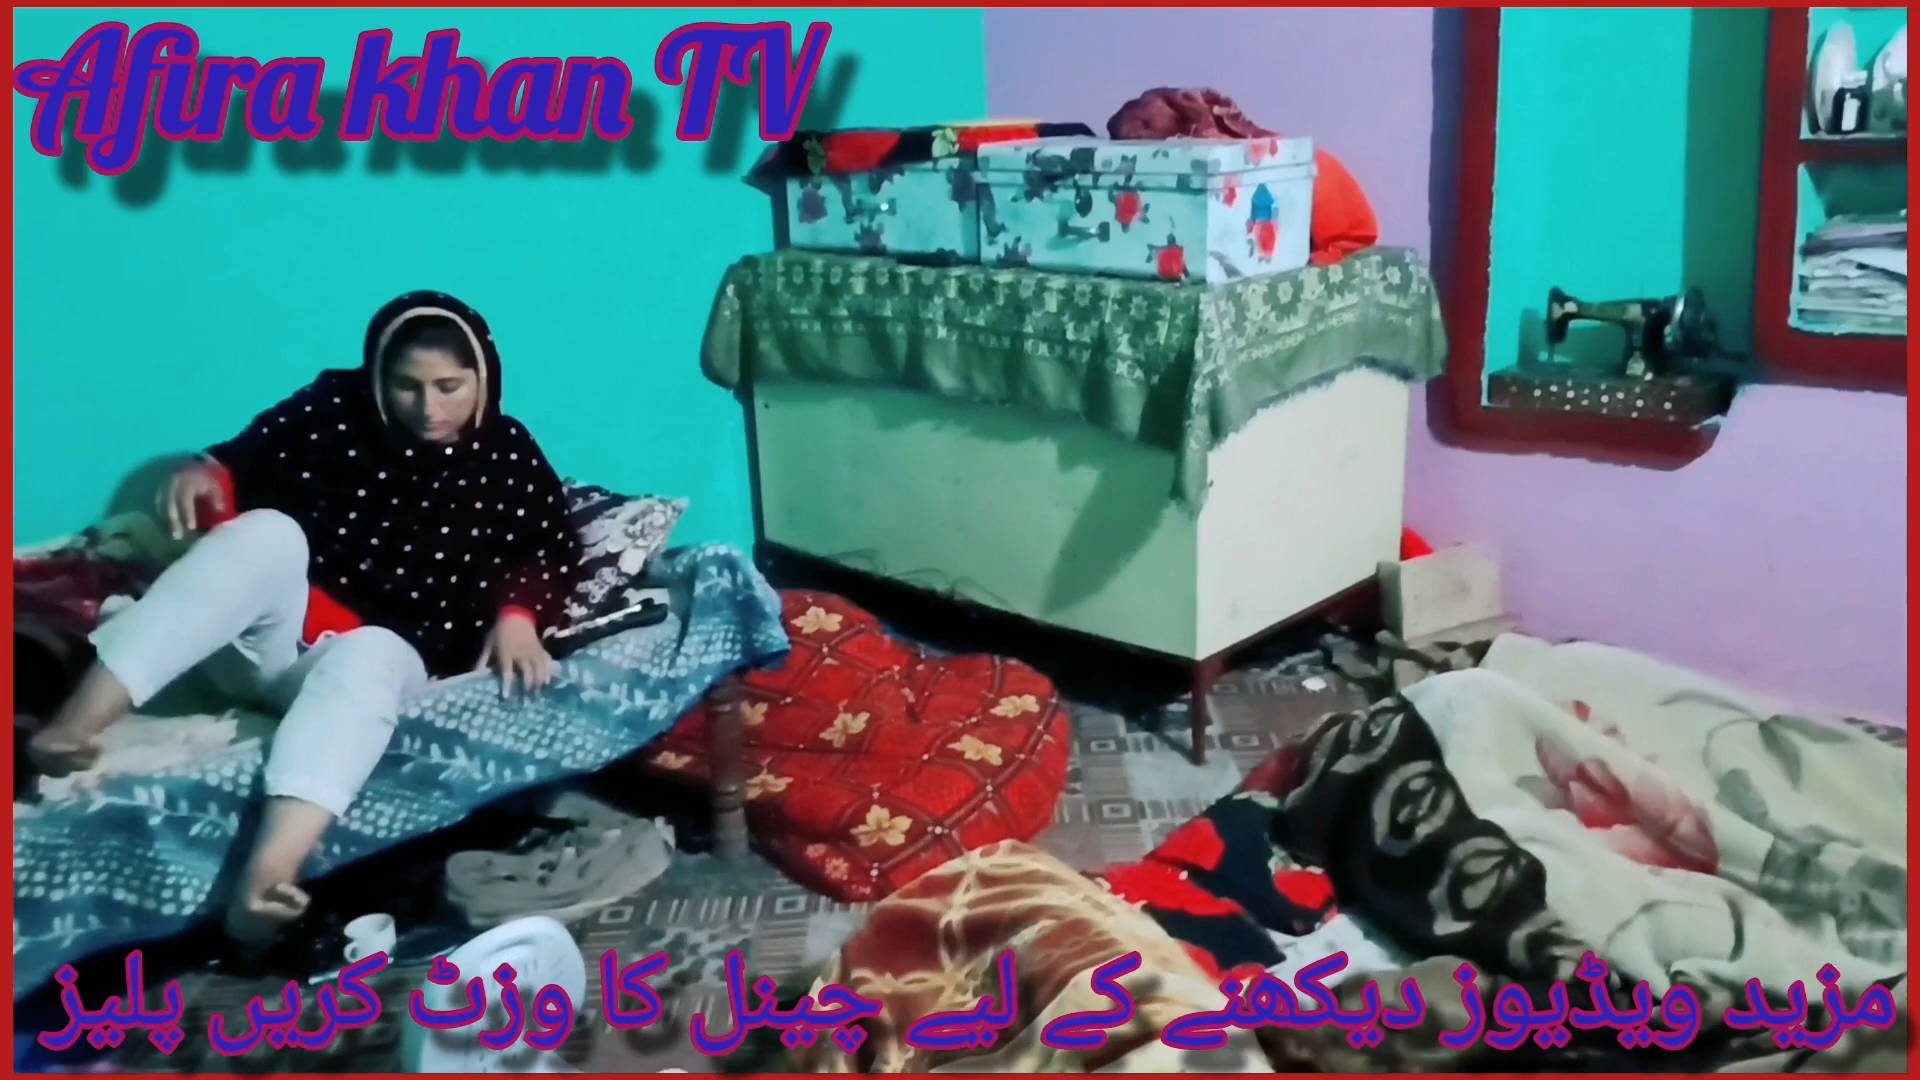 Afira khan TV
مزید ویڈیوز دیکھنے کے لیے چینل کا وزٹ کریں پلیز